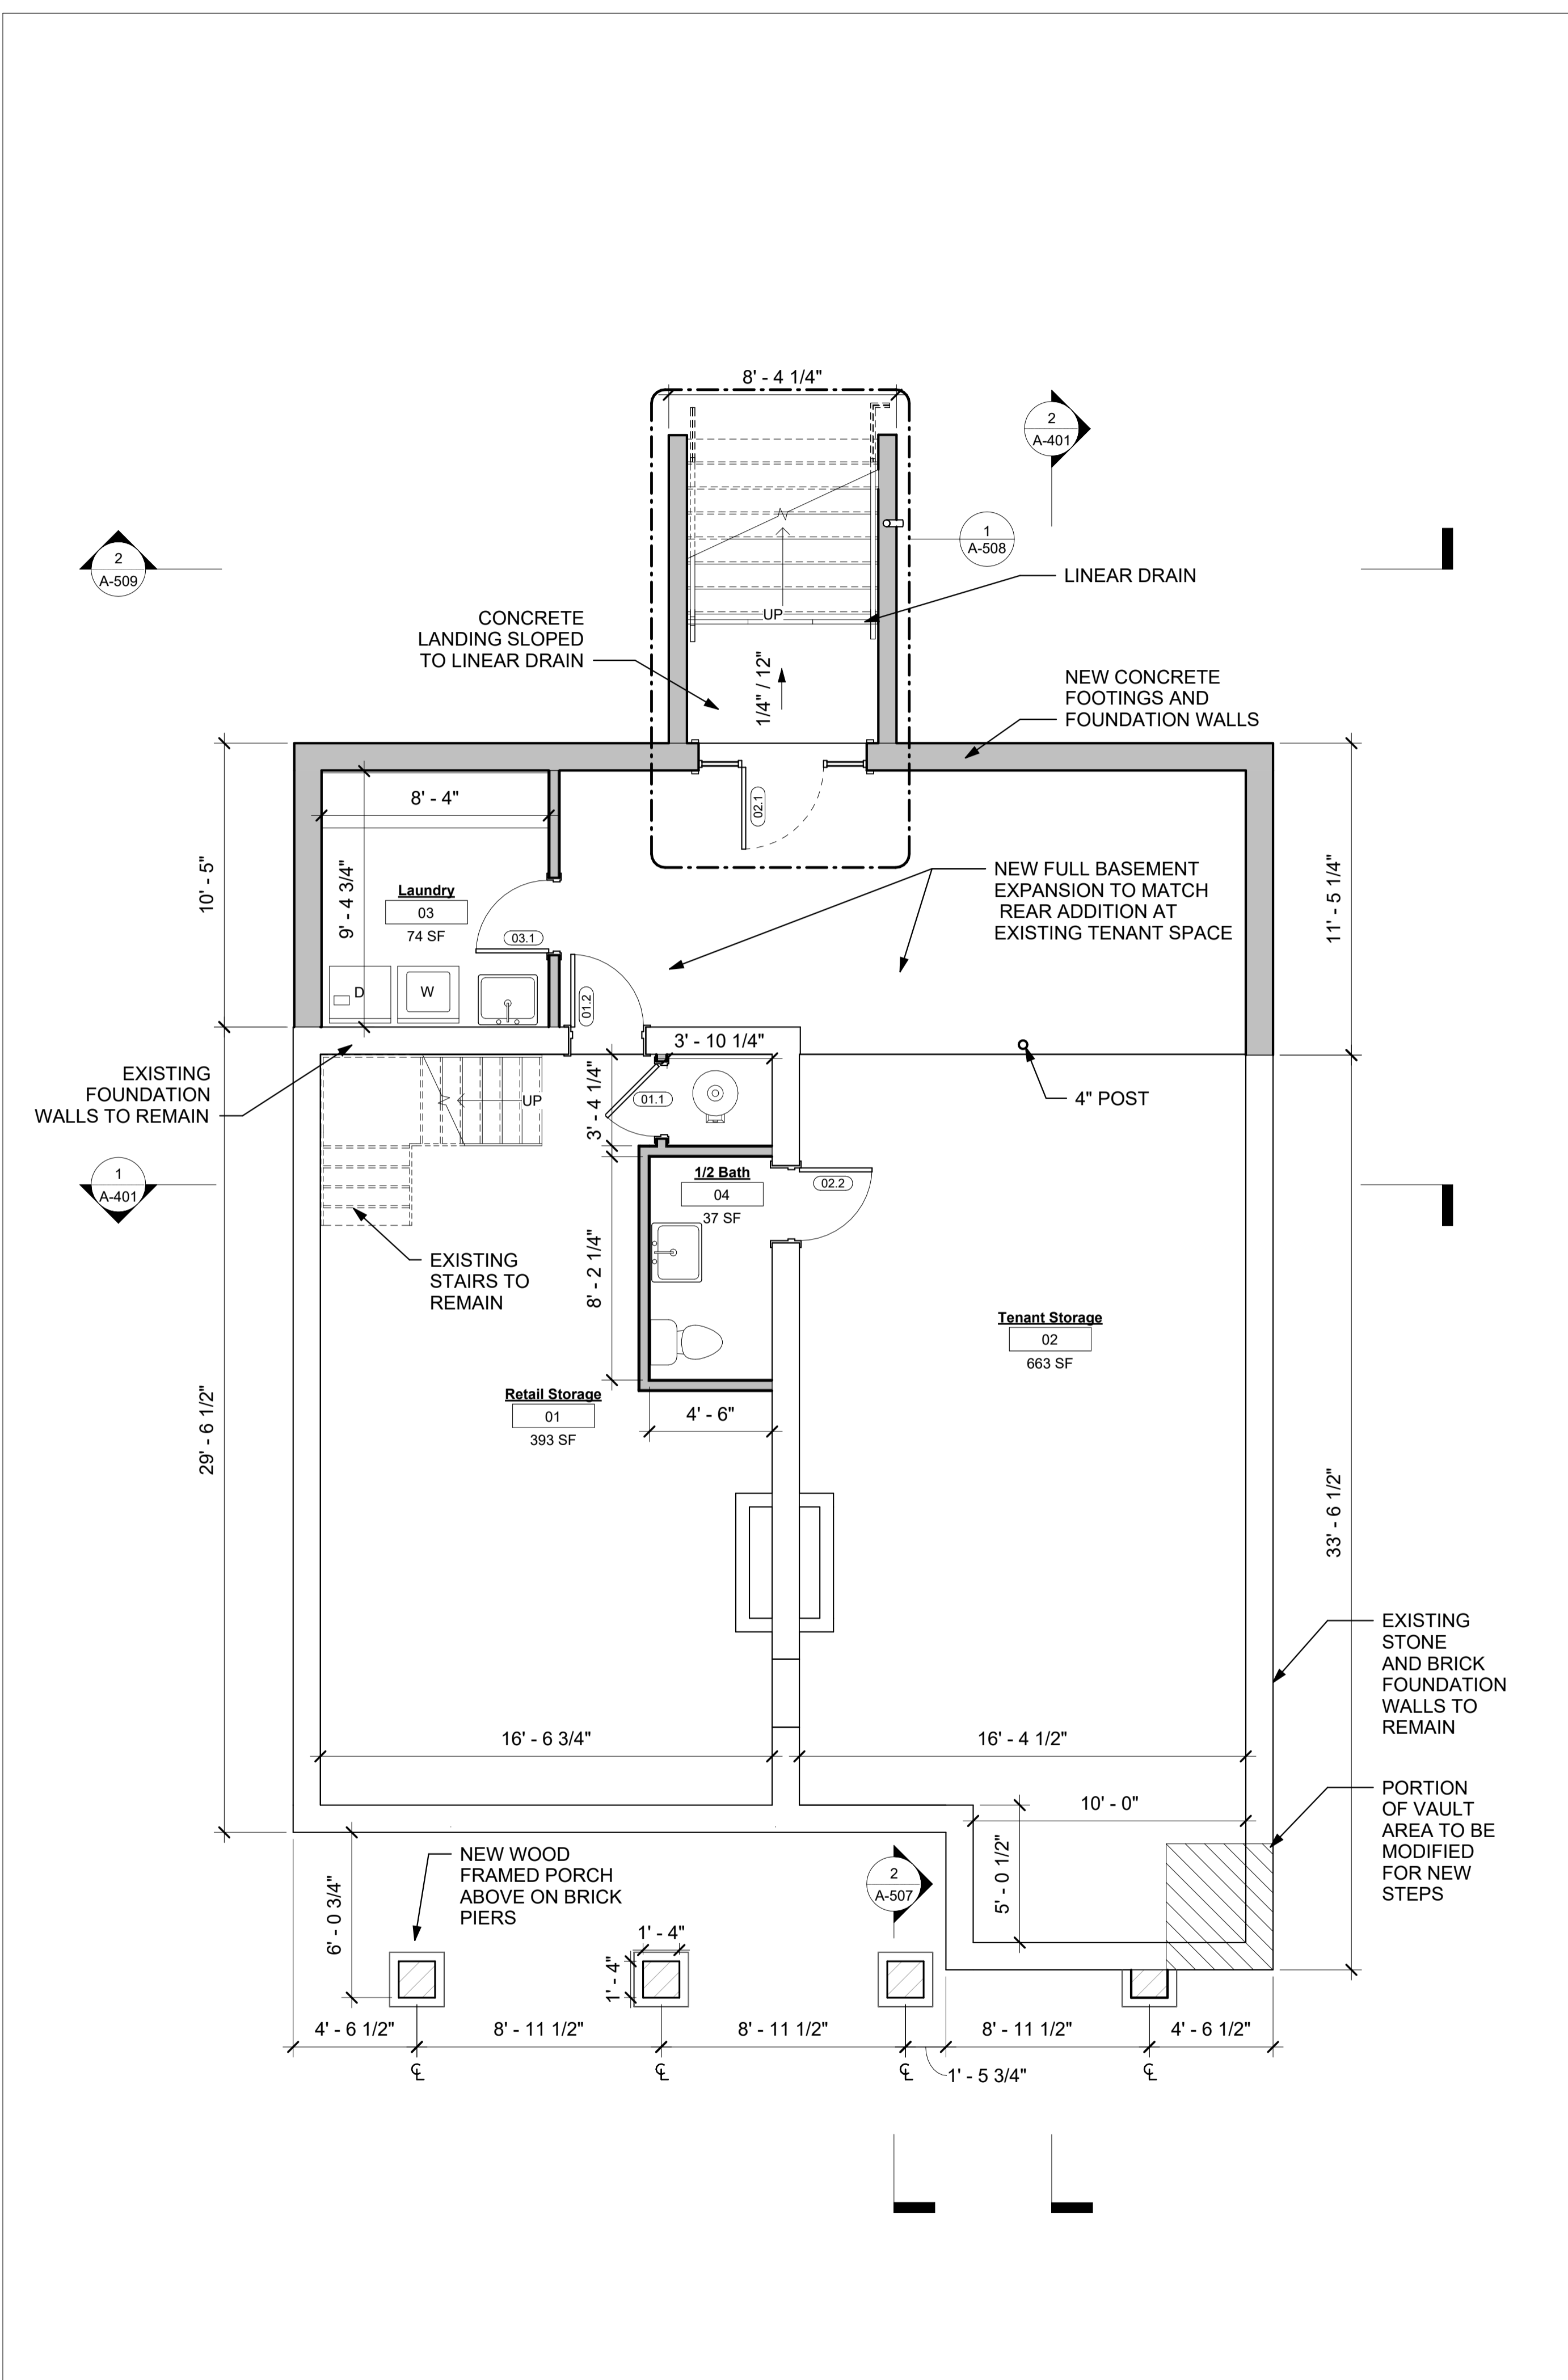 8' - 4 1/4"
2
A-401
1
A-508
2
A-509
LINEAR DRAIN
UP
CONCRETE
LANDING SLOPED
TO LINEAR DRAIN
1/4" / 12"
NEW CONCRETE
FOOTINGS AND
FOUNDATION WALLS
8' - 4"
02.1
10' - 5"
9' - 4 3/4"
Laundry
03
74 SF
03.1
D
W
01.2
NEW FULL BASEMENT
EXPANSION TO MATCH
REAR ADDITION AT
EXISTING TENANT SPACE
11' - 5 1/4"
3' - 10 1/4"
EXISTING
FOUNDATION
WALLS TO REMAIN
UP
3' - 4 1/4"
01.1
4" POST
1
A-401
1/2 Bath
04
37 SF
02.2
8' - 2 1/4"
EXISTING
STAIRS TO
REMAIN
Tenant Storage
02
663 SF
Retail Storage
01
393 SF
4' - 6"
29' - 6 1/2"
33' - 6 1/2"
EXISTING
STONE
AND BRICK
FOUNDATION
WALLS TO
REMAIN
16' - 6 3/4"
16' - 4 1/2"
PORTION
OF VAULT
AREA TO BE
MODIFIED
FOR NEW
STEPS
10' - 0"
5' - 0 1/2"
NEW WOOD
FRAMED PORCH
ABOVE ON BRICK
PIERS
2
A-507
6' - 0 3/4"
1' - 4"
1' - 4"
4' - 6 1/2"
8' - 11 1/2"
8' - 11 1/2"
8' - 11 1/2"
4' - 6 1/2"
℄
℄
℄
1' - 5 3/4"
℄